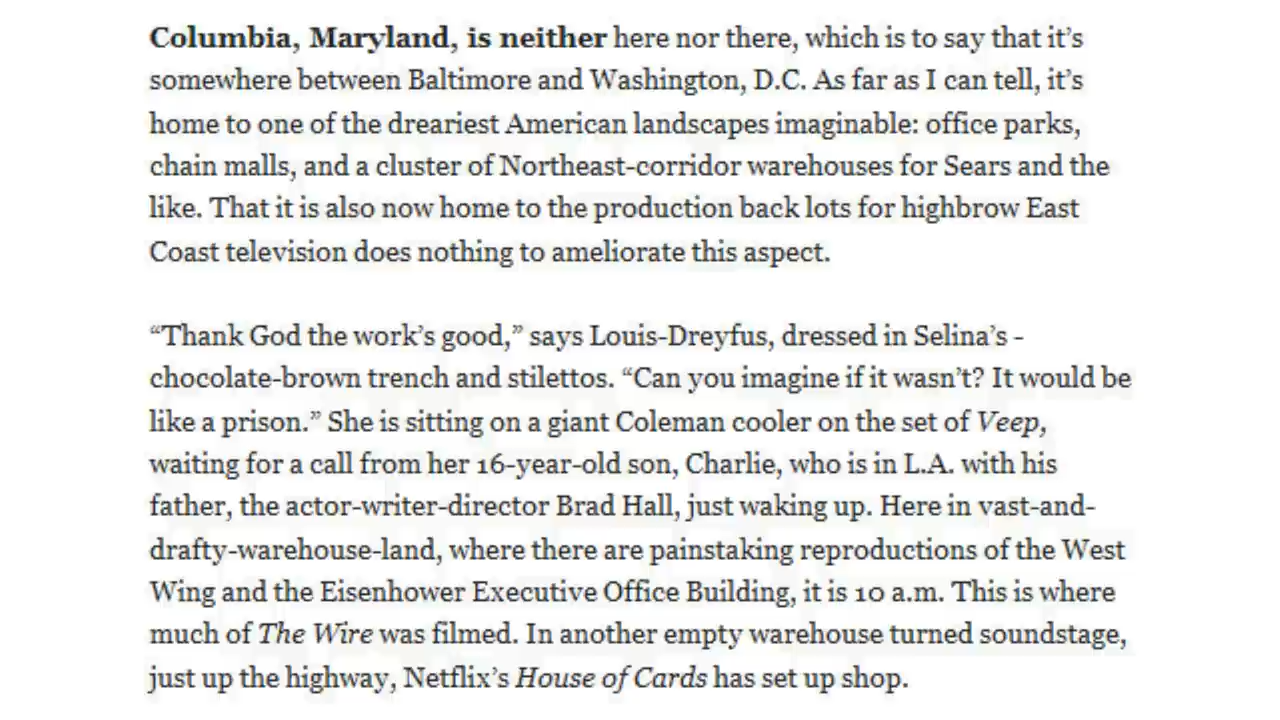 Columbia, Maryland, is neither here nor there, which is to say that it’s
somewhere between Baltimore and Washington, D.C. As far as I can tell, it’s
home to one of the dreariest American landscapes imaginable: office parks,
chain malls, and a cluster of Northeast-corridor warehouses for Sears and the
like. That it is also now home to the production back lots for highbrow East
Coast television does nothing to ameliorate this aspect.
“Thank God the work’s good,” says Louis-Dreyfus, dressed in Selina’s -
chocolate-brown trench and stilettos. “Can you imagine if it wasn’t? It would be
like a prison.” She is sitting on a giant Coleman cooler on the set of Veep,
waiting for a call from her 16-year-old son, Charlie, who is in L.A. with his
father, the actor-writer-director Brad Hall, just waking up. Here in vast-and-
drafty-warehouse-land, where there are painstaking reproductions of the West
Wing and the Eisenhower Executive Office Building, it is 10 a.m. This is where
much of The Wire was filmed. In another empty warehouse turned soundstage,
just up the highway, Netflix’s House of Cards has set up shop.